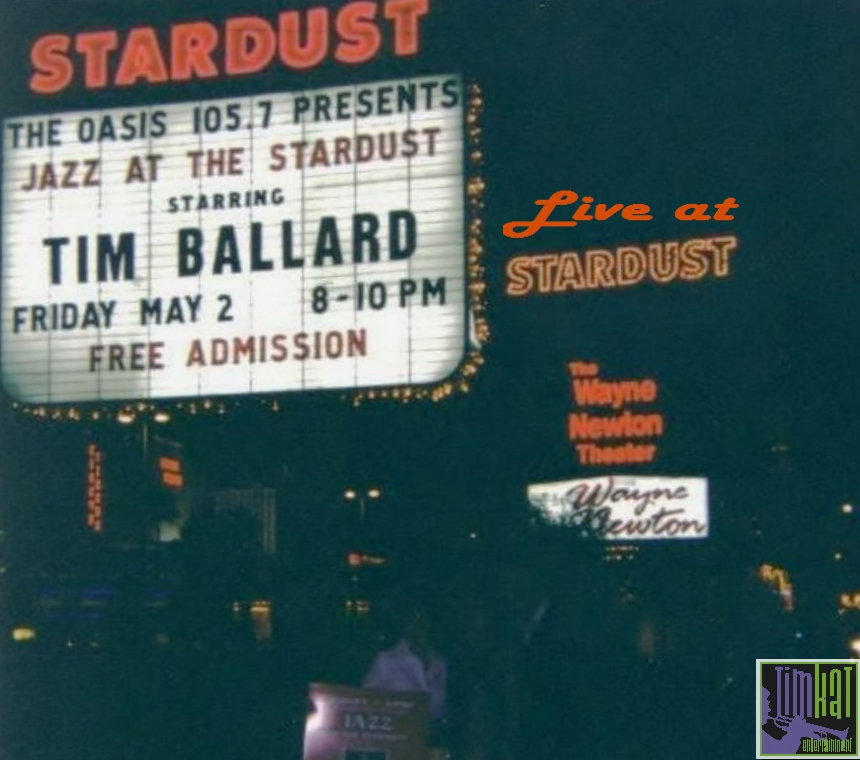 STARDUST
THE OASIS 105.7 PRESENTS
JAZZ AT THE STARDUST
STARRING
TIM BALLARD
FRIDAY MAY 2 8-10 PM
FREE ADMISSION
Live at
STARDUST
The
Wayne
Newton
Theater
Wayne
Newton
JAZZ
TimKat
entertainment